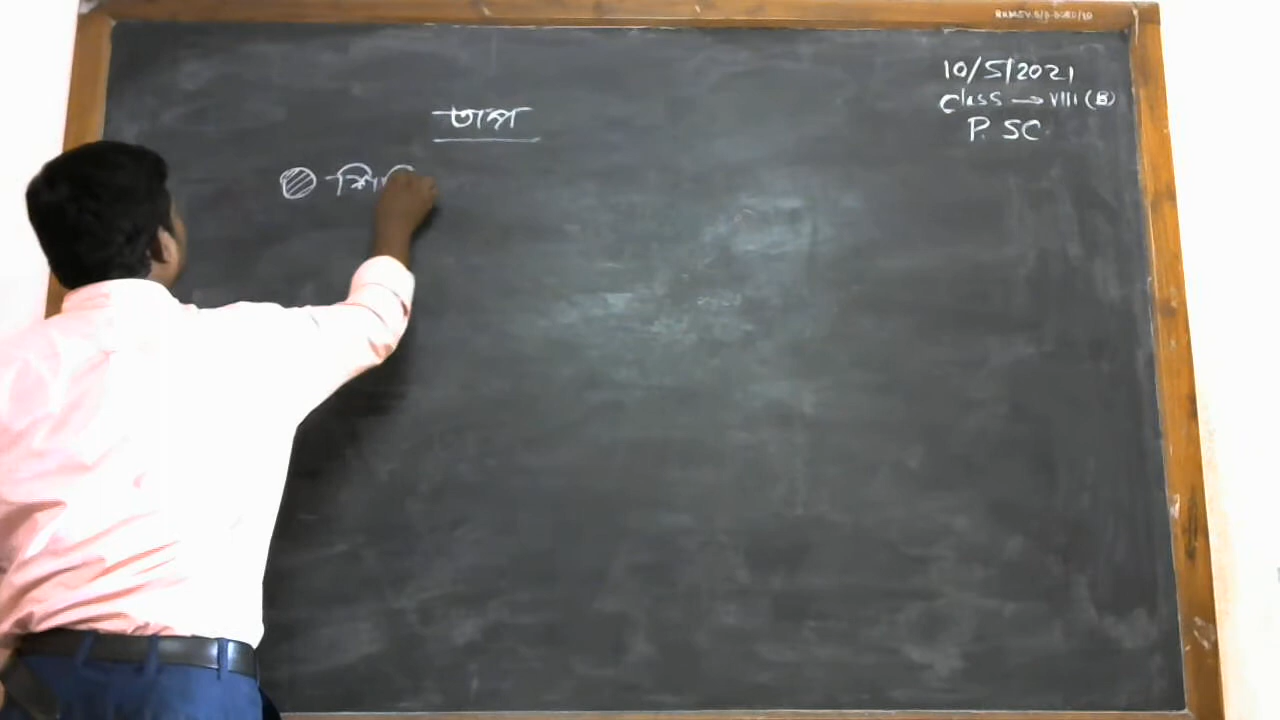 10/5/2021
Class → VIII (B)
P. SC.
তাপ